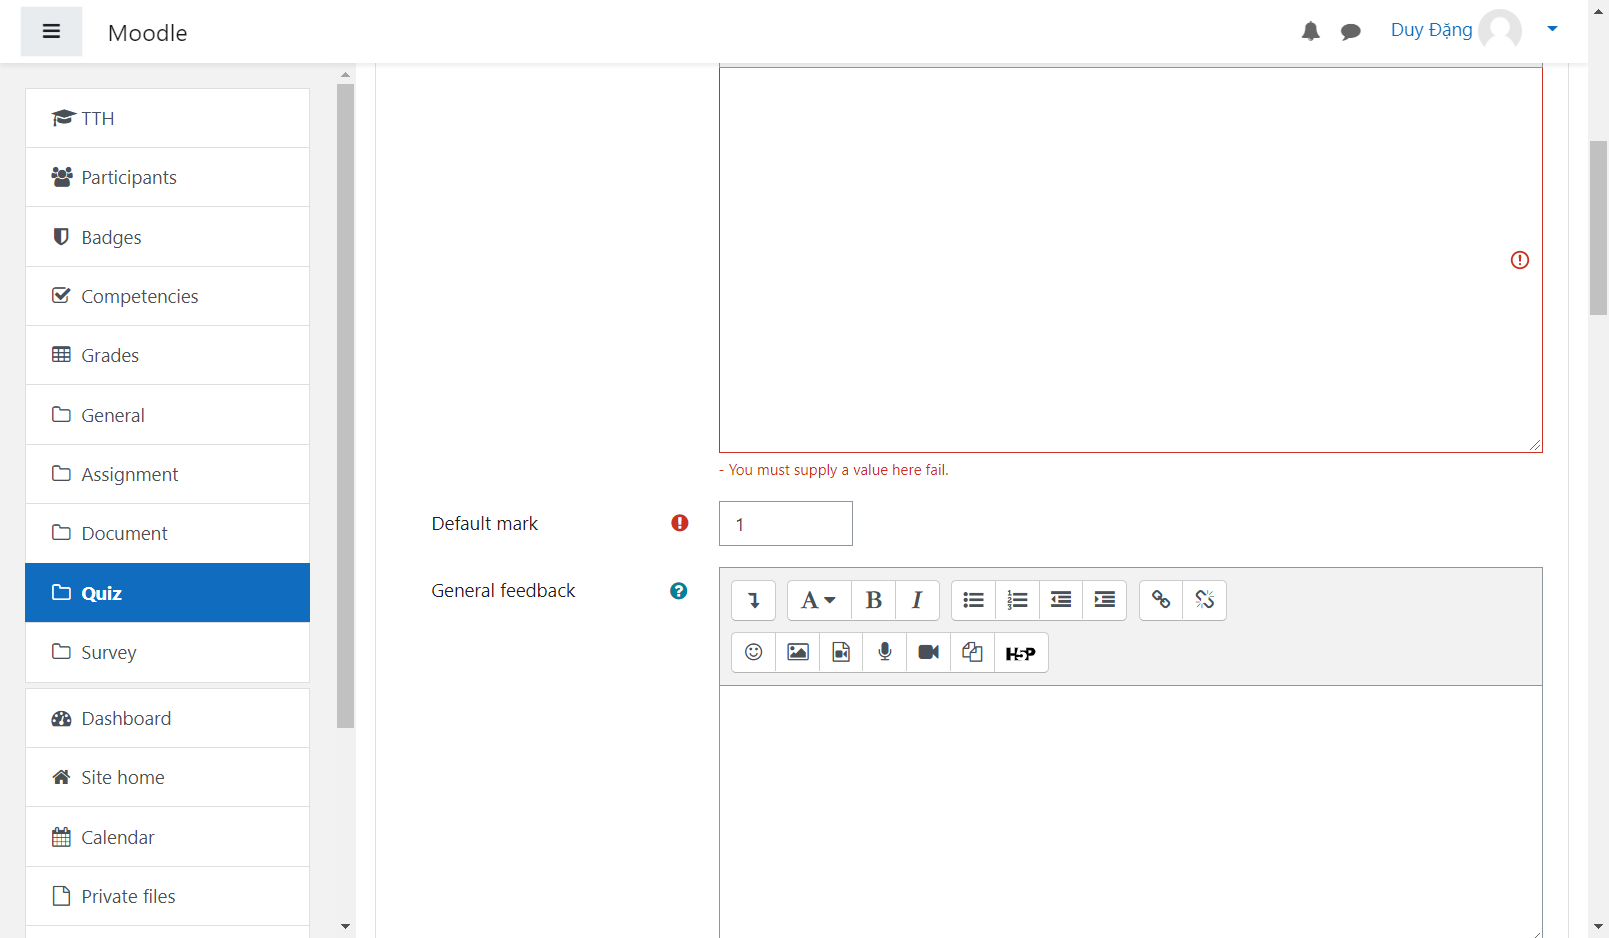 Moodle
Duy Đặng
TTH
Participants
Badges
Competencies
Grades
General
Assignment
Document
Quiz
Survey
Dashboard
Site home
Calendar
Private files
- You must supply a value here fail.
Default mark
1
General feedback
A
B
I
H5P